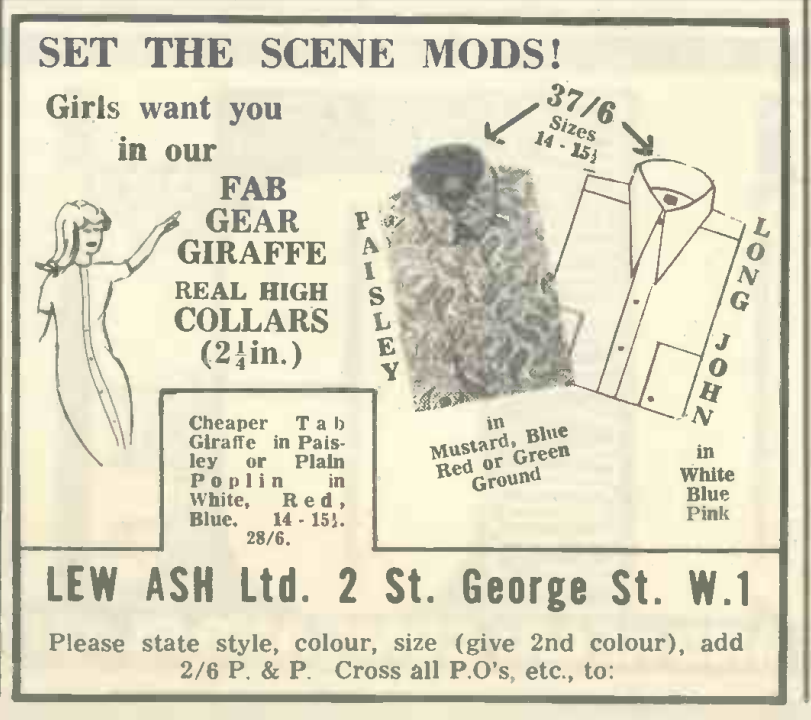 SET THE SCENE MODS!
Girls want you
in our
FAB
GEAR
GIRAFFE
REAL HIGH
COLLARS
(2¼in.)
37/6
Sizes
14 - 15½
PAISLEY
LONG JOHN
in
Mustard, Blue
Red or Green
Ground
in
White
Blue
Pink
Cheaper Tab
Giraffe in Pais-
ley or Plain
Poplin in
White, Red,
Blue. 14 - 15½.
28/6.
LEW ASH Ltd. 2 St. George St. W.1
Please state style, colour, size (give 2nd colour), add
2/6 P. & P. Cross all P.O's, etc., to: